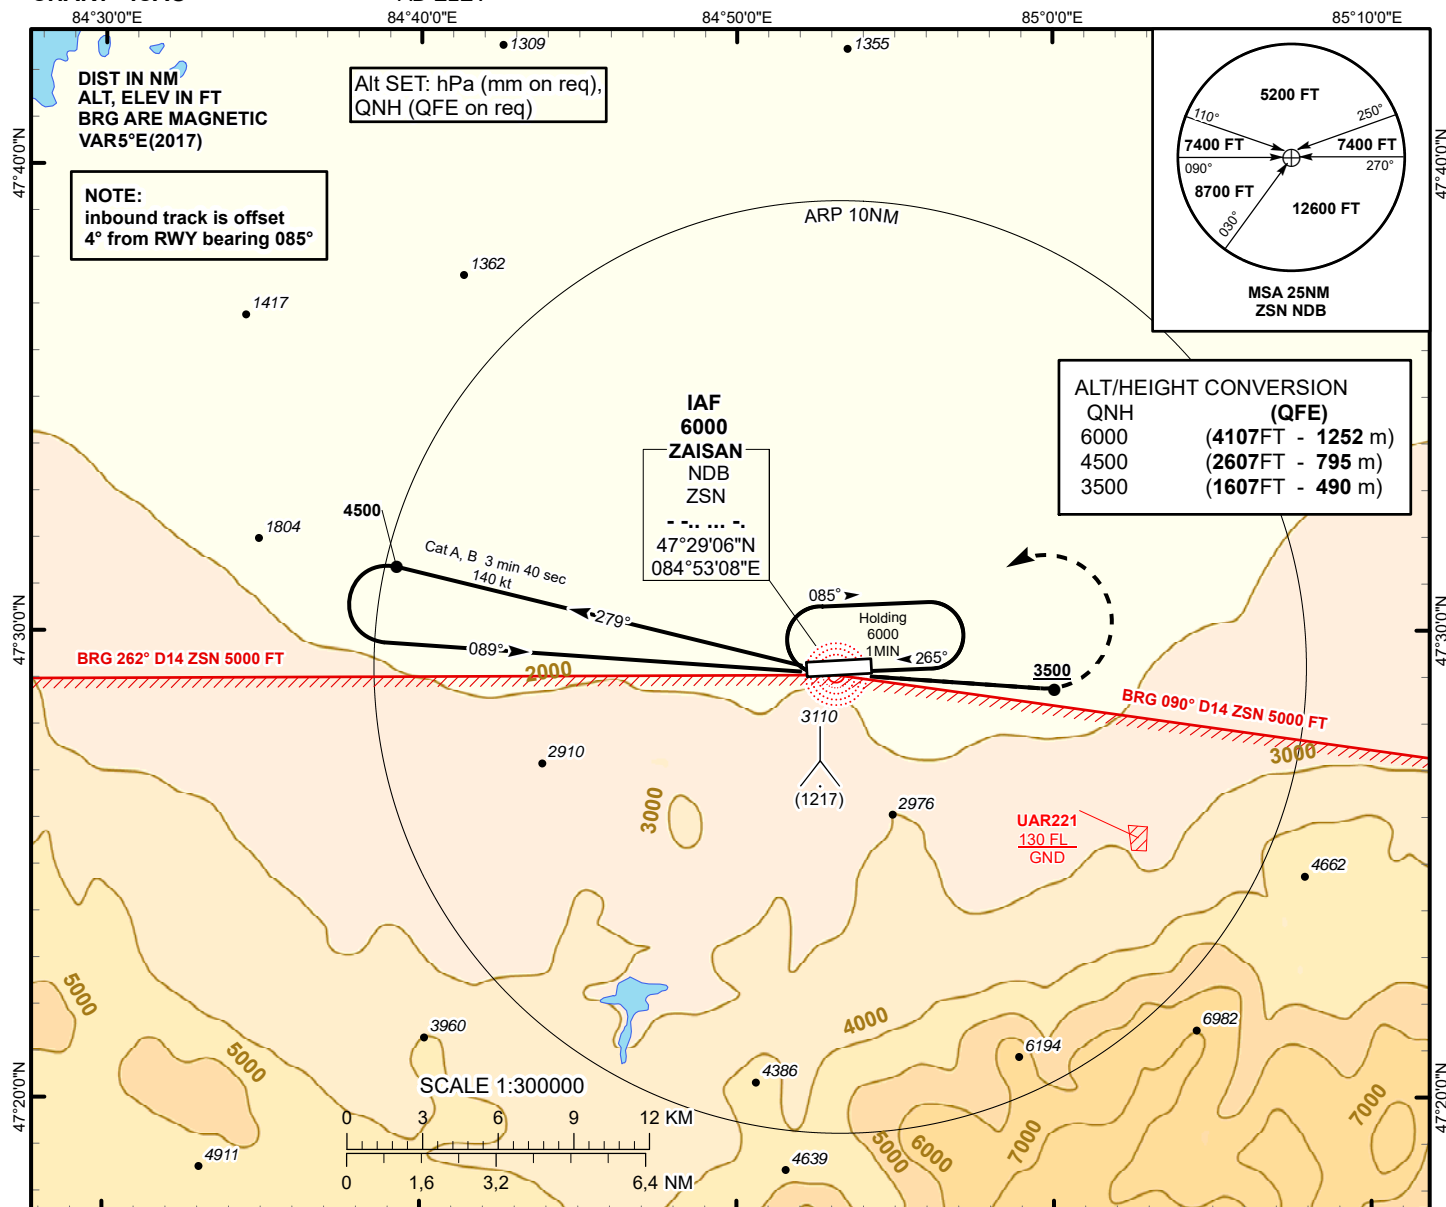 84°30'0"E 84°40'0"E 84°50'0"E 85°00'0"E 85°10'0"E
1309
1355
DIST IN NM
ALT, ELEV IN FT
BRG ARE MAGNETIC
VAR5°E(2017)
Alt SET: hPa (mm on req),
QNH (QFE on req)
5200 FT
110°
250°
7400 FT
7400 FT
090°
270°
8700 FT
12600 FT
030°
MSA 25NM
ZSN NDB
47°40'0"N
47°40'0"N
NOTE:
inbound track is offset
4° from RWY bearing 085°
ARP 10NM
1362
1417
ALT/HEIGHT CONVERSION
QNH (QFE)
6000 (4107FT - 1252 m)
4500 (2607FT - 795 m)
3500 (1607FT - 490 m)
IAF
6000
ZAISAN
NDB
ZSN
- -.. ... -.
47°29'06"N
084°53'08"E
4500
1804
Cat A, B 3 min 40 sec
140 kt
279°
089°
085°
Holding
6000
1MIN
265°
47°30'0"N
47°30'0"N
BRG 262° D14 ZSN 5000 FT
2000
3500
BRG 090° D14 ZSN 5000 FT
3000
3110
(1217)
2910
3000
2976
UAR221
130 FL
GND
4662
5000
5000
3960
4000
6194
6982
4386
SCALE 1:300000
0 3 6 9 12 KM
0 1,6 3,2 6,4 NM
47°20'0"N
47°20'0"N
4911
4639
5000
6000
7000
7000